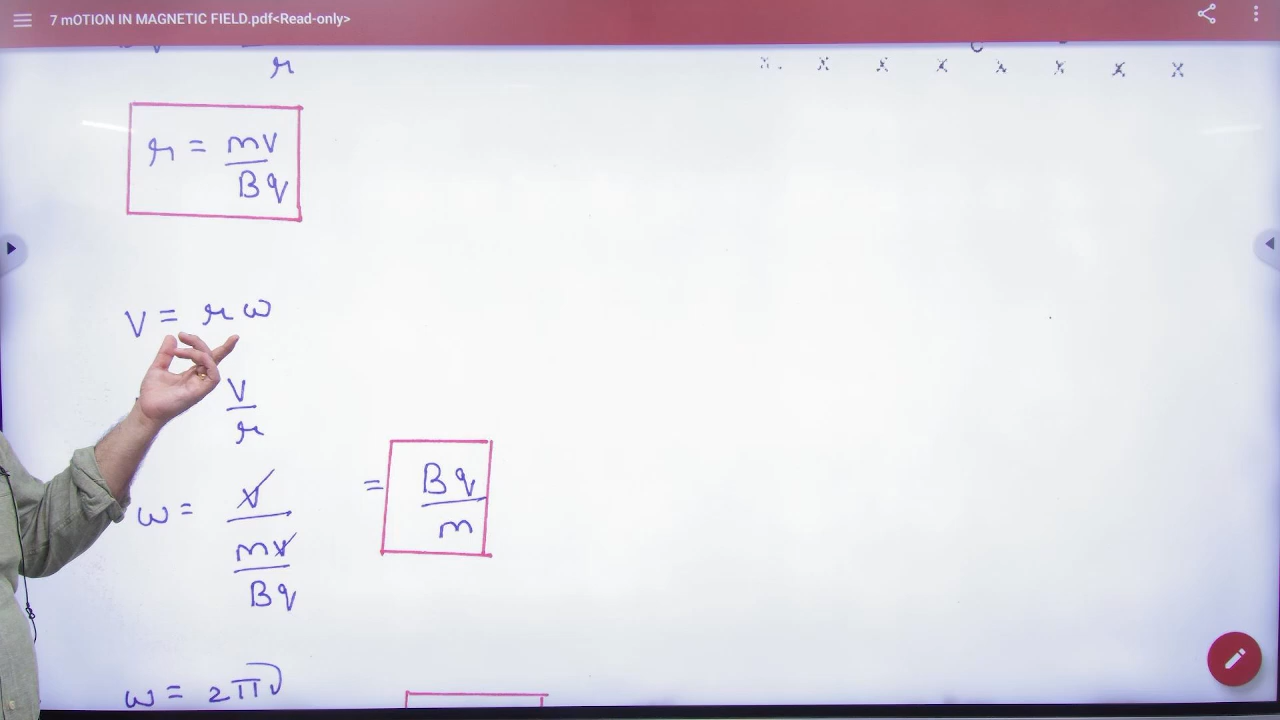 7 mOTION IN MAGNETIC FIELD.pdf<Read-only>
r
x x x x x x x x
r = mv
Bq
V = rω
V
r
ω = v
mv
Bq
= Bq
m
ω = 2πν